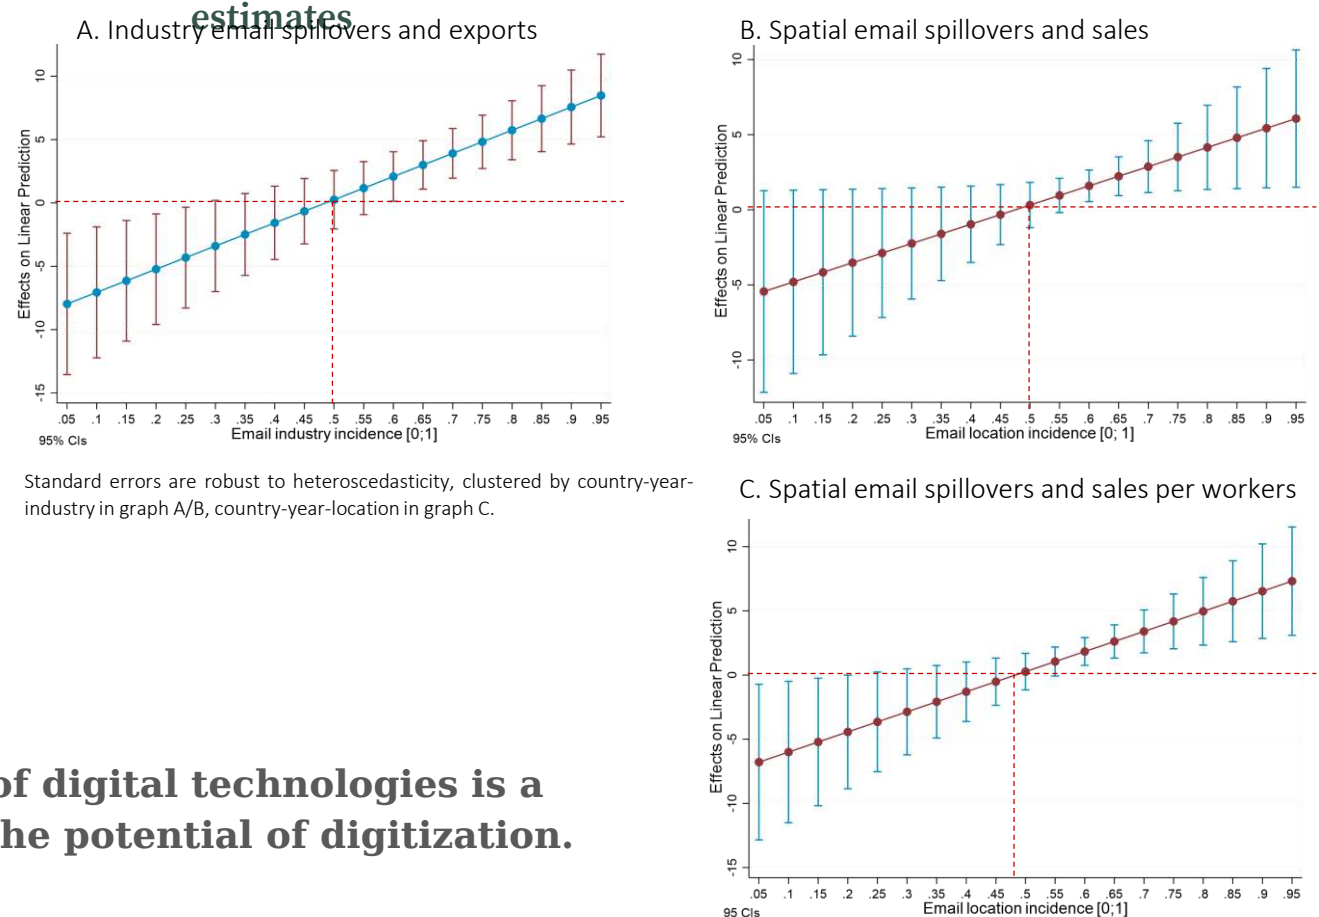 estimates
A. Industry email spillovers and exports
10
5
0
-5
-10
-15
Effects on Linear Prediction
.05 .1 .15 .2 .25 .3 .35 .4 .45 .5 .55 .6 .65 .7 .75 .8 .85 .9 .95
Email industry incidence [0;1]
95% CIs
Standard errors are robust to heteroscedasticity, clustered by country-year-
industry in graph A/B, country-year-location in graph C.
B. Spatial email spillovers and sales
10
5
0
-5
-10
Effects on Linear Prediction
.05 .1 .15 .2 .25 .3 .35 .4 .45 .5 .55 .6 .65 .7 .75 .8 .85 .9 .95
Email location incidence [0; 1]
95% CIs
C. Spatial email spillovers and sales per workers
10
5
0
-5
-10
-15
Effects on Linear Prediction
.05 .1 .15 .2 .25 .3 .35 .4 .45 .5 .55 .6 .65 .7 .75 .8 .85 .9 .95
Email location incidence [0;1]
95 CIs
of digital technologies is a
he potential of digitization.